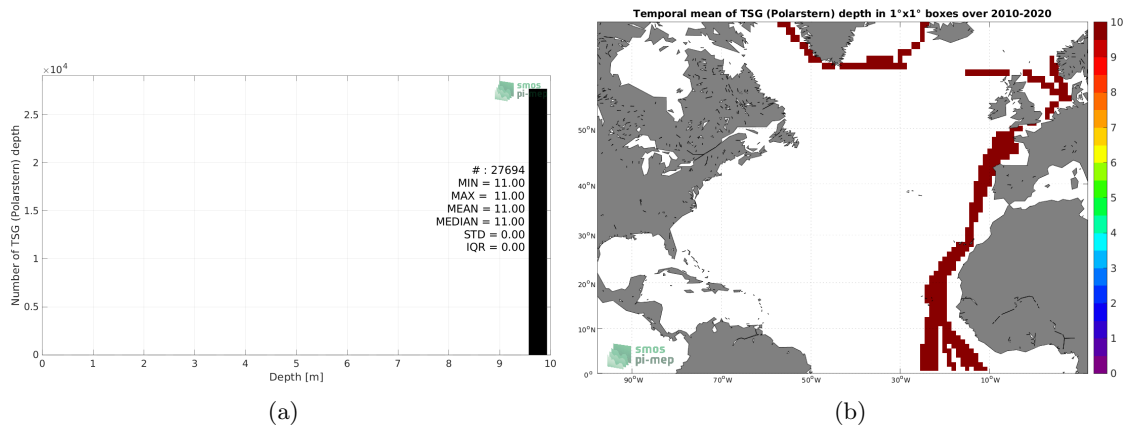 ×10⁴
2.5
2
1.5
1
0.5
0
Number of TSG (Polarstern) depth
smos
pi-mep
# : 27694
MIN = 11.00
MAX = 11.00
MEAN = 11.00
MEDIAN = 11.00
STD = 0.00
IQR = 0.00
0 1 2 3 4 5 6 7 8 9 10
Depth [m]
(a)
Temporal mean of TSG (Polarstern) depth in 1°x1° boxes over 2010-2020
50°N
40°N
30°N
20°N
10°N
0°
90°W 70°W 50°W 30°W 10°W
smos
pi-mep
10
9
8
7
6
5
4
3
2
1
0
(b)